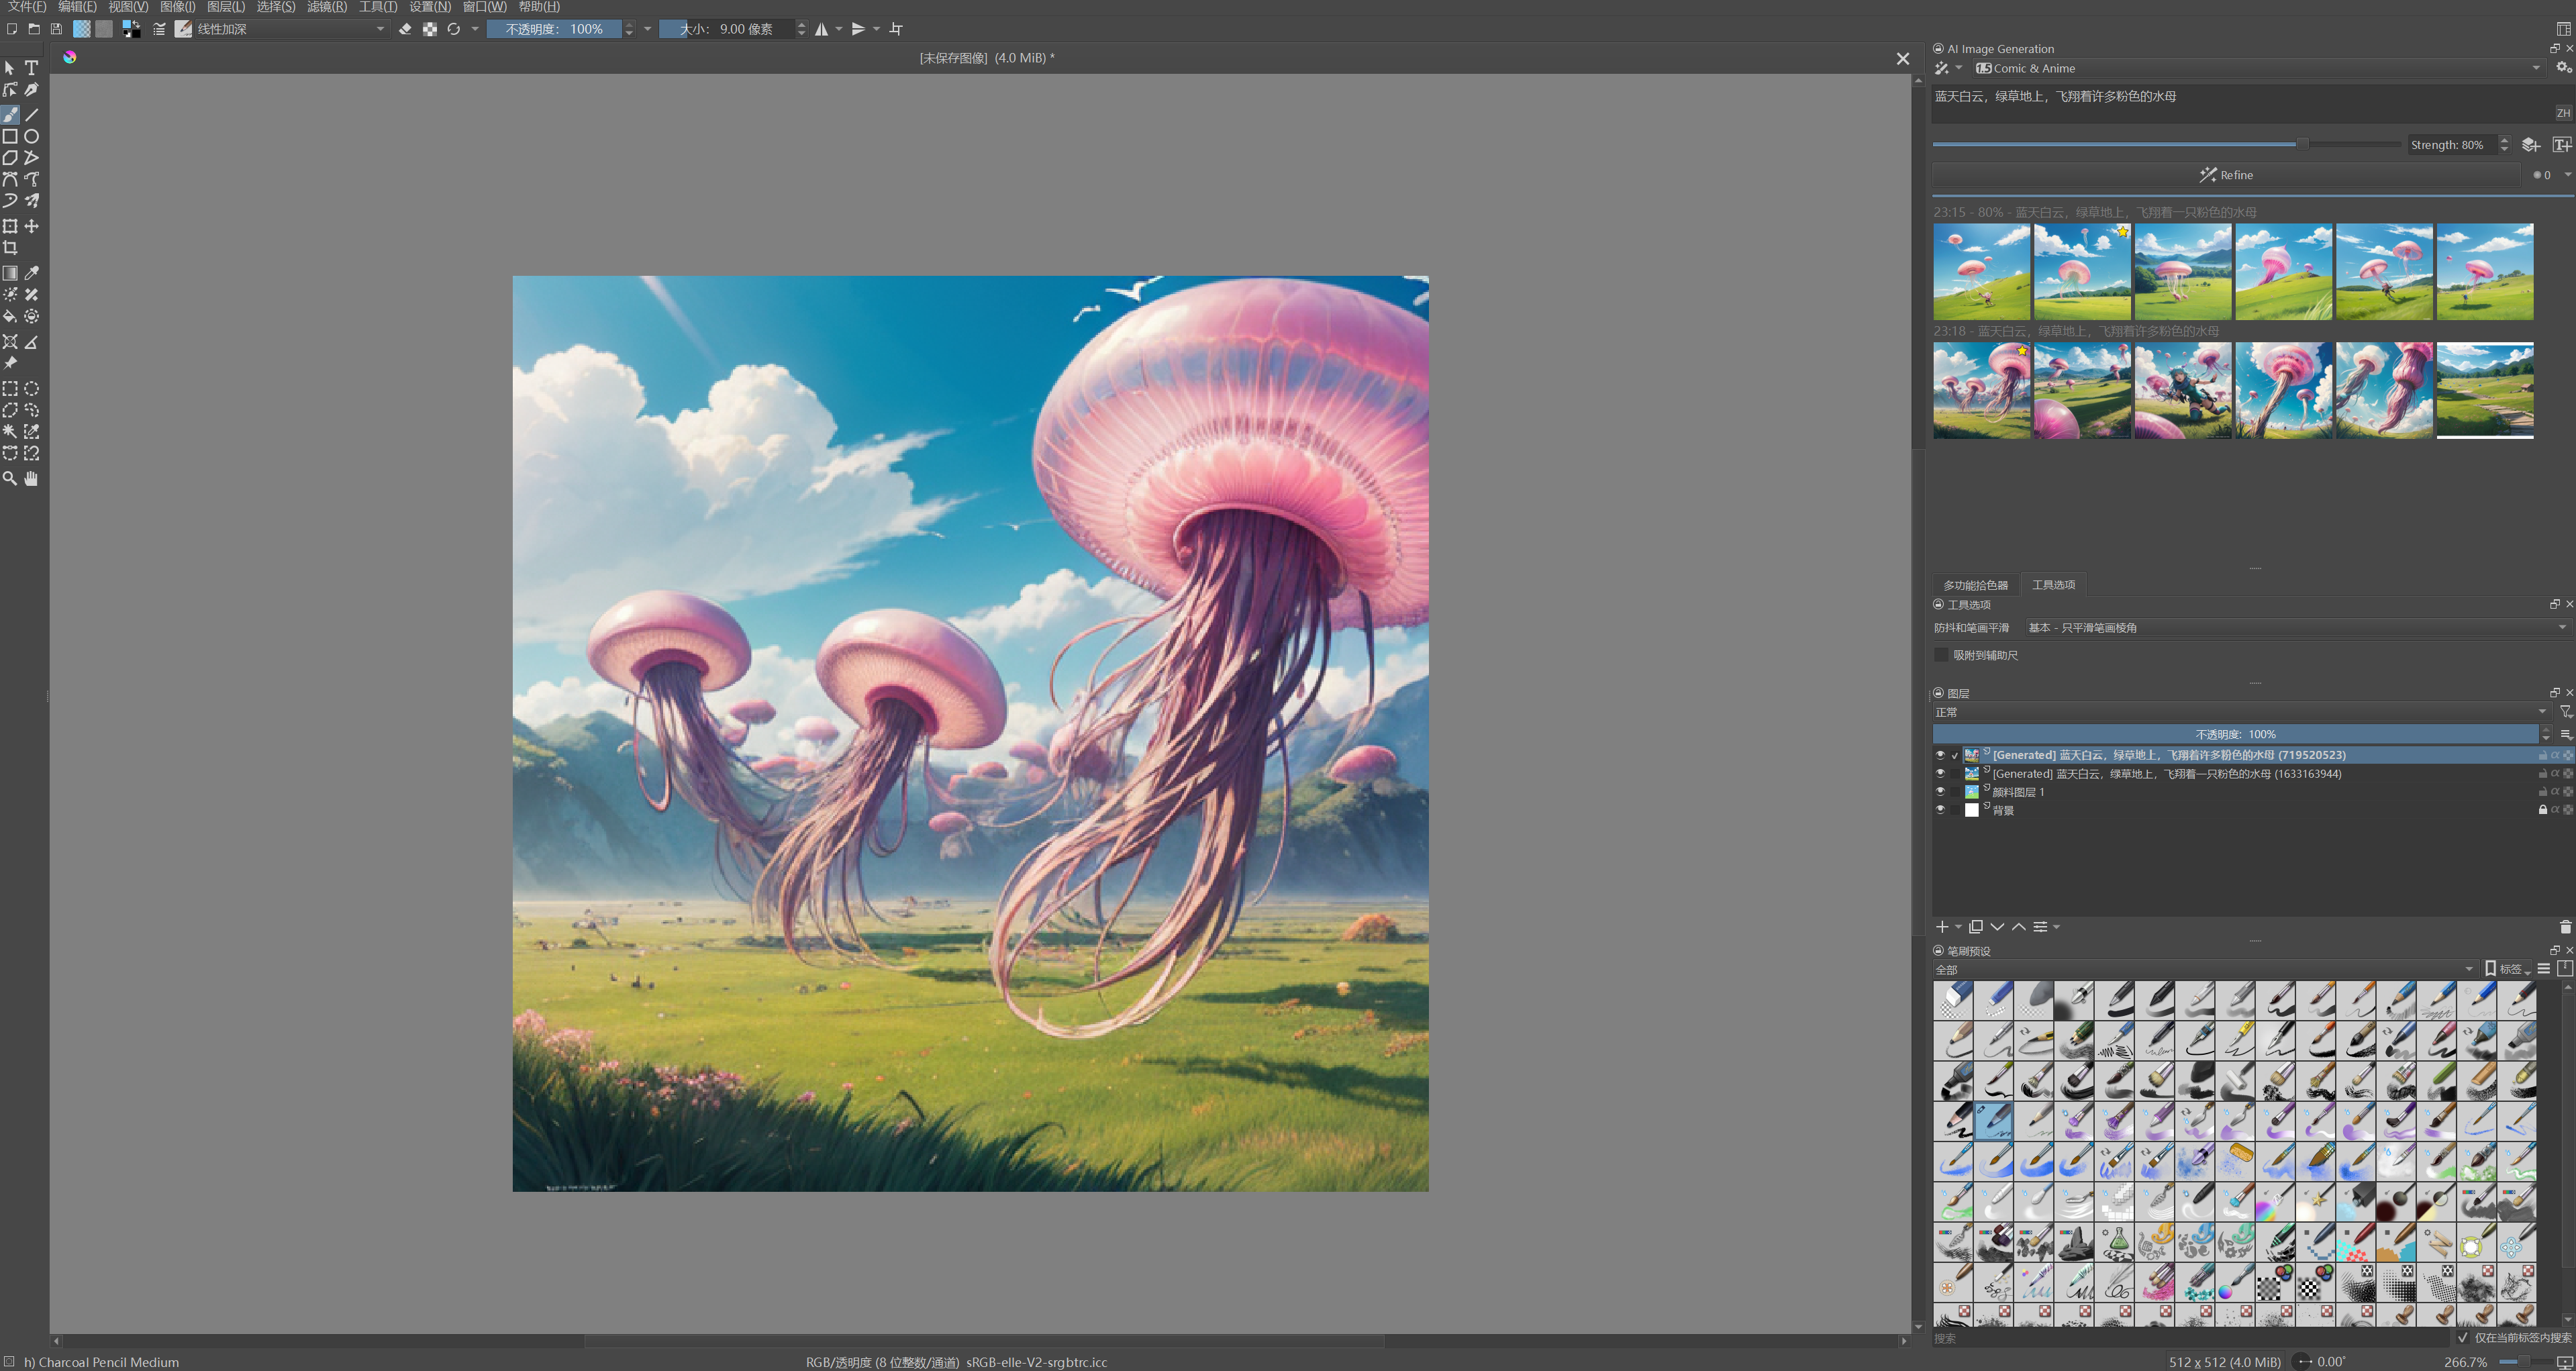 文件(F) 编辑(E) 视图(V) 图像(I) 图层(L) 选择(S) 滤镜(R) 工具(T) 设置(N) 窗口(W) 帮助(H)
线性加深
不透明度: 100%
大小: 9.00 像素
[未保存图像] (4.0 MiB) *
AI Image Generation
1.5 Comic & Anime
蓝天白云，绿草地上，飞翔着许多粉色的水母
ZH
Strength: 80%
Refine
0
23:15 - 80% - 蓝天白云，绿草地上，飞翔着一只粉色的水母
23:18 - 蓝天白云，绿草地上，飞翔着许多粉色的水母
多功能拾色器 工具选项
工具选项
防抖和笔画平滑 基本 - 只平滑笔画棱角
吸附到辅助尺
图层
正常
不透明度: 100%
[Generated] 蓝天白云，绿草地上，飞翔着许多粉色的水母 (719520523)
[Generated] 蓝天白云，绿草地上，飞翔着一只粉色的水母 (1633163944)
颜料图层 1
背景
笔刷预设
全部
标签
搜索
仅在当前标签内搜索
h) Charcoal Pencil Medium
RGB/透明度 (8 位整数/通道) sRGB-elle-V2-srgbtrc.icc
512 x 512 (4.0 MiB)
0.00°
266.7%